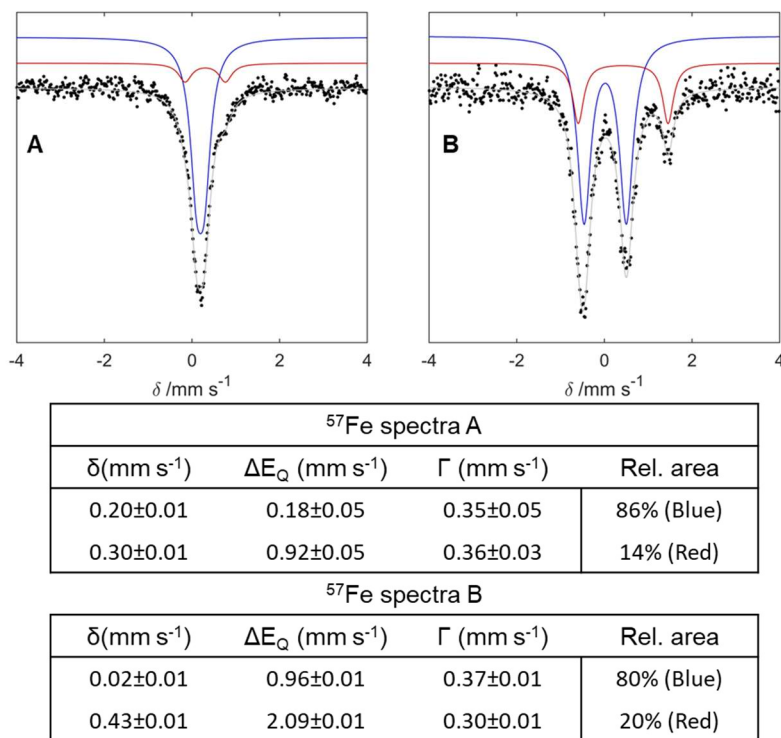 A
B
-4 -2 0 2 4
-4 -2 0 2 4
δ /mm s⁻¹
δ /mm s⁻¹
⁵⁷Fe spectra A
δ(mm s⁻¹) ΔE_Q (mm s⁻¹) Γ (mm s⁻¹) Rel. area
0.20±0.01 0.18±0.05 0.35±0.05 86% (Blue)
0.30±0.01 0.92±0.05 0.36±0.03 14% (Red)
⁵⁷Fe spectra B
δ(mm s⁻¹) ΔE_Q (mm s⁻¹) Γ (mm s⁻¹) Rel. area
0.02±0.01 0.96±0.01 0.37±0.01 80% (Blue)
0.43±0.01 2.09±0.01 0.30±0.01 20% (Red)